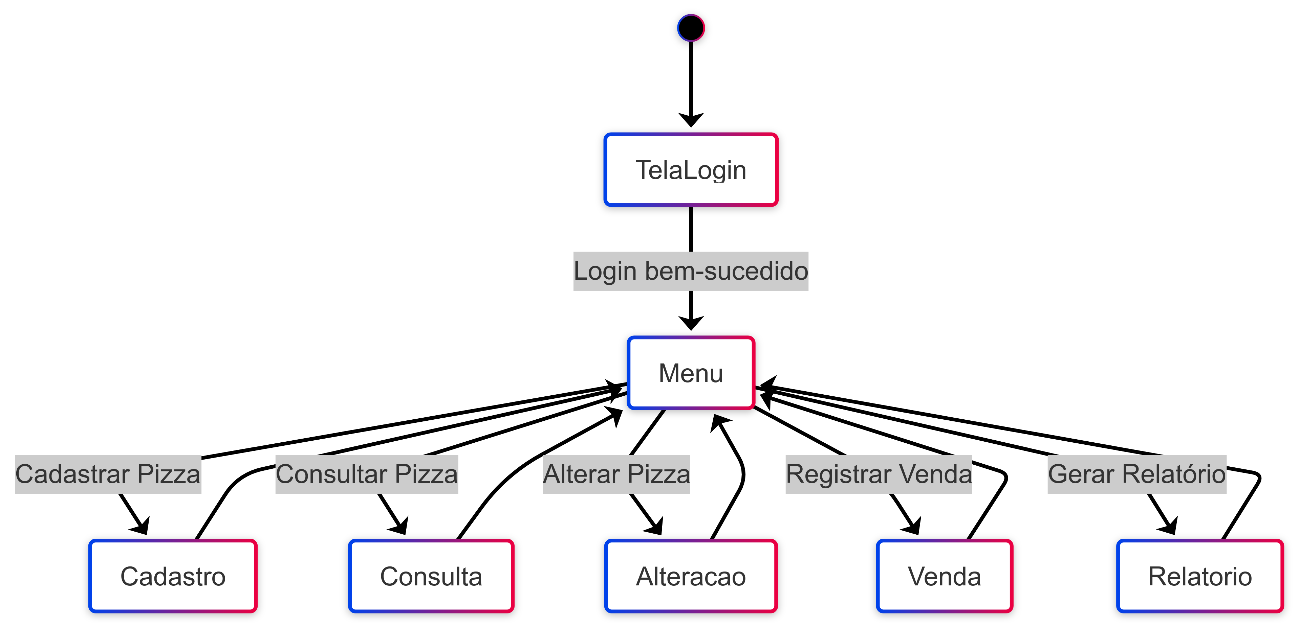 TelaLogin
Login bem-sucedido
Menu
Cadastrar Pizza
Consultar Pizza
Alterar Pizza
Registrar Venda
Gerar Relatório
Cadastro
Consulta
Alteracao
Venda
Relatorio